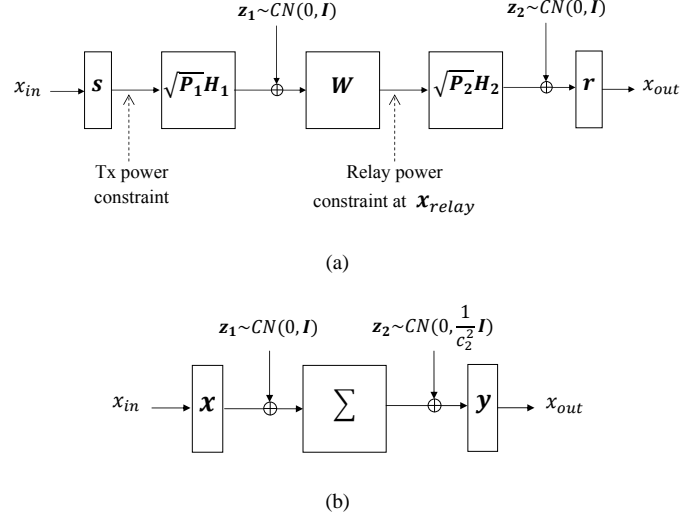 z₁~CN(0, I) z₂~CN(0, I)
x_in s √P₁H₁ W √P₂H₂ r x_out
Tx power constraint Relay power constraint at x_relay
(a)
z₁~CN(0, I) z₂~CN(0, 1/c₂² I)
x_in x Σ y x_out
(b)